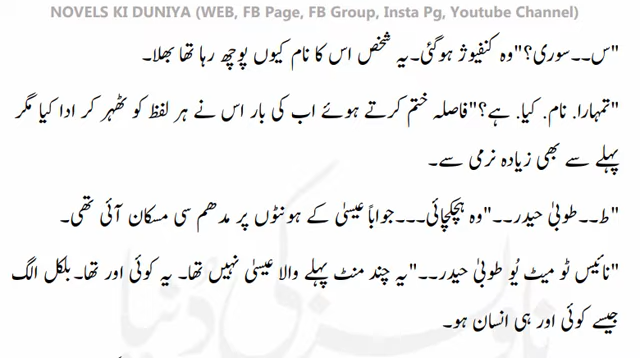 NOVELS KI DUNIYA (WEB, FB Page, FB Group, Insta Pg, Youtube Channel)
"س۔۔سوری؟"وہ کنفیوژ ہوگئی۔یہ شخص اس کا نام کیوں پوچھ رہا تھا بھلا۔
"تمہارا. نام. کیا. ہے؟"فاصلہ ختم کرتے ہوئے اب کی بار اس نے ہر لفظ کو ٹھہر کر ادا کیا مگر
پہلے سے بھی زیادہ نرمی سے۔
"ط۔۔طوبیٰ حیدر۔۔"وہ ہچکچائی۔۔۔جواباً عیسیٰ کے ہونٹوں پر مدھم سی مسکان آئی تھی۔
"نائیس ٹو میٹ یُو طوبیٰ حیدر۔۔"یہ چند منٹ پہلے والا عیسیٰ نہیں تھا۔ یہ کوئی اور تھا۔ بلکل الگ
جیسے کوئی اور ہی انسان ہو۔